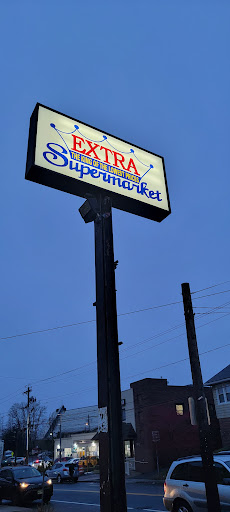 EXTRA
THE KING OF THE LOWEST PRICES
Supermarket